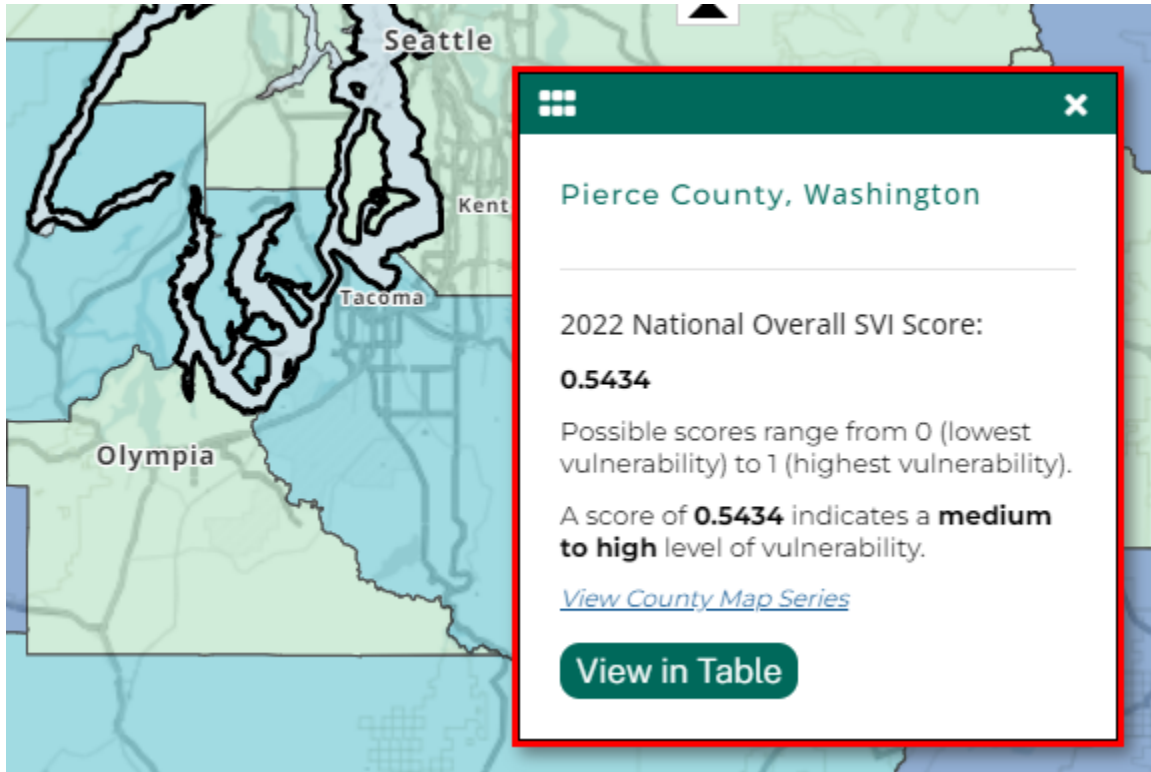 Seattle
Kent
Tacoma
Olympia
Pierce County, Washington
2022 National Overall SVI Score:
0.5434
Possible scores range from 0 (lowest
vulnerability) to 1 (highest vulnerability).
A score of 0.5434 indicates a medium
to high level of vulnerability.
View County Map Series
View in Table